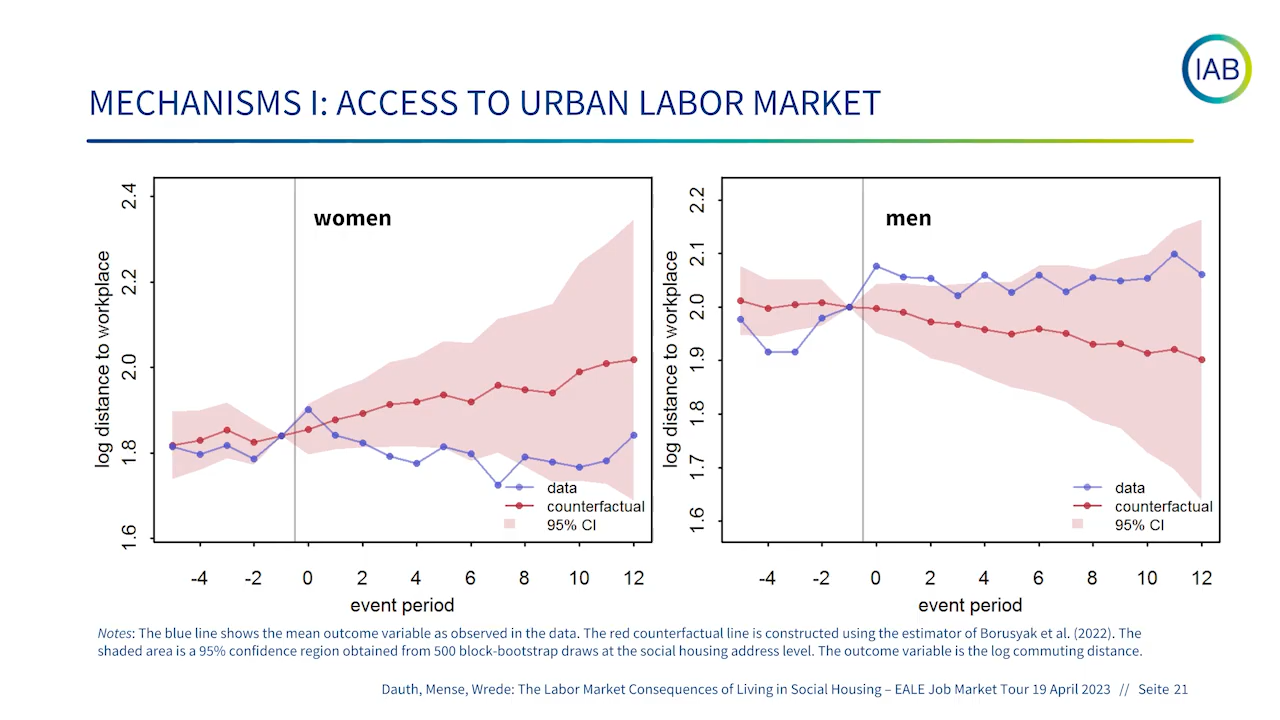 IAB
MECHANISMS I: ACCESS TO URBAN LABOR MARKET
women
log distance to workplace
2.4
2.2
2.0
1.8
1.6
data
counterfactual
95% CI
-4 -2 0 2 4 6 8 10 12
event period
men
log distance to workplace
2.2
2.1
2.0
1.9
1.8
1.7
1.6
data
counterfactual
95% CI
-4 -2 0 2 4 6 8 10 12
event period
Notes: The blue line shows the mean outcome variable as observed in the data. The red counterfactual line is constructed using the estimator of Borusyak et al. (2022). The
shaded area is a 95% confidence region obtained from 500 block-bootstrap draws at the social housing address level. The outcome variable is the log commuting distance.
Dauth, Mense, Wrede: The Labor Market Consequences of Living in Social Housing – EALE Job Market Tour 19 April 2023 // Seite 21